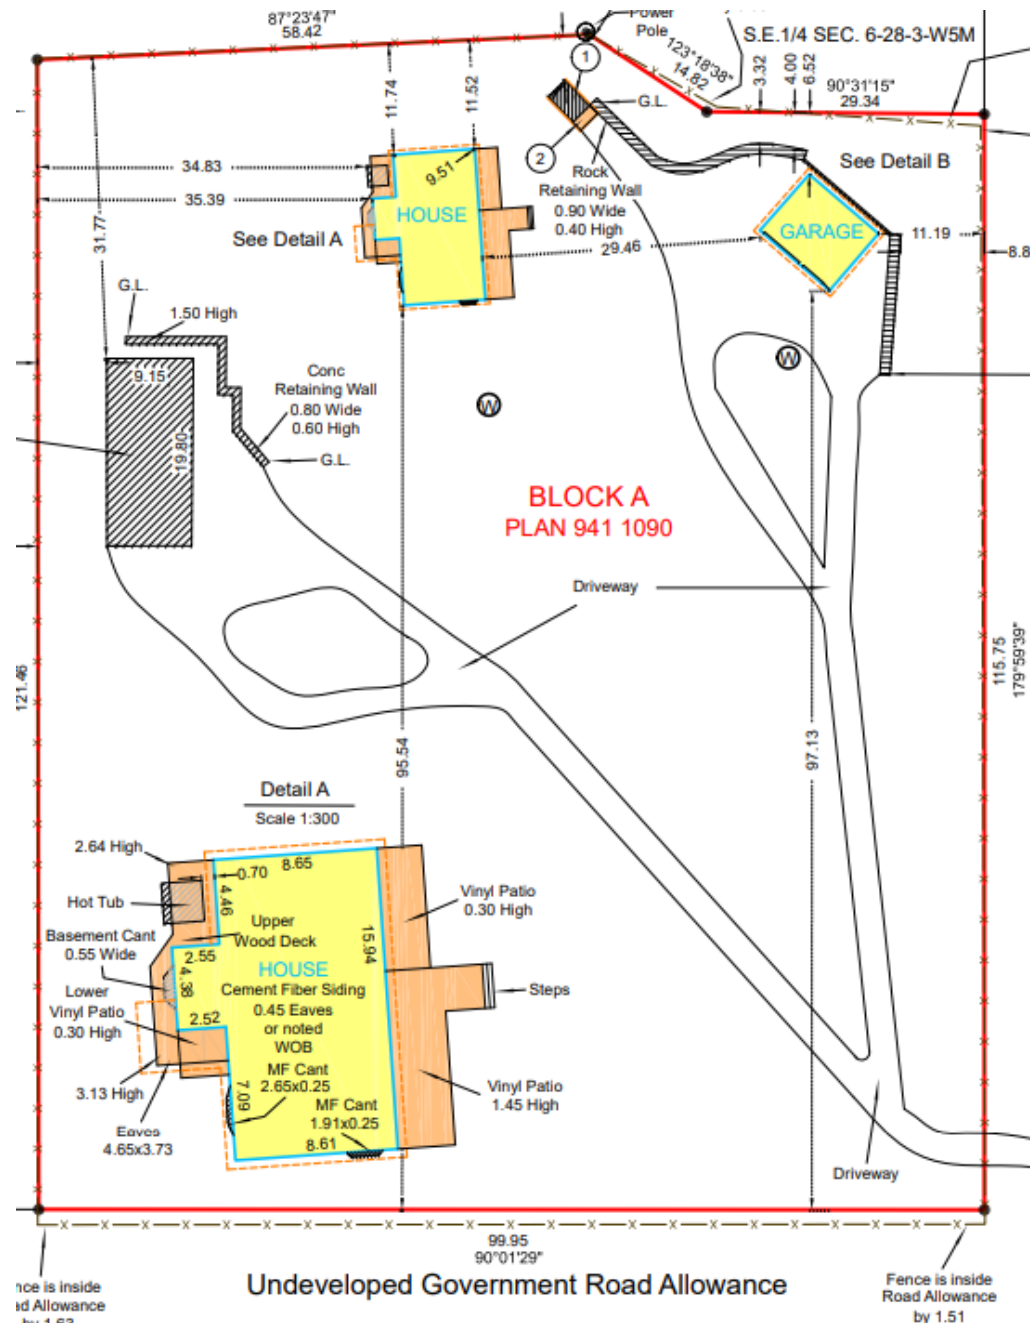 87°23'47"
58.42
Power
Pole
S.E.1/4 SEC. 6-28-3-W5M
123°18'38"
14.82
3.32
4.00
6.52
90°31'15"
29.34
11.74
11.52
1
G.L.
2
34.83
9.51
See Detail B
Rock
Retaining Wall
0.90 Wide
0.40 High
35.39
HOUSE
GARAGE
11.19
31.77
See Detail A
29.46
8.8
G.L.
1.50 High
W
9.15
Conc
Retaining Wall
0.80 Wide
0.60 High
W
19.80
G.L.
BLOCK A
PLAN 941 1090
Driveway
121.46
115.75
179°59'39"
95.54
97.13
Detail A
Scale 1:300
2.64 High
8.65
0.70
Hot Tub
4.46
Vinyl Patio
0.30 High
Upper
Wood Deck
Basement Cant
0.55 Wide
2.55
15.94
HOUSE
4.38
Cement Fiber Siding
Steps
Lower
Vinyl Patio
0.30 High
0.45 Eaves
or noted
WOB
2.52
MF Cant
2.65x0.25
3.13 High
7.09
MF Cant
1.91x0.25
Vinyl Patio
1.45 High
Eaves
4.65x3.73
8.61
Driveway
99.95
90°01'29"
Undeveloped Government Road Allowance
nce is inside
ad Allowance
by 1.63
Fence is inside
Road Allowance
by 1.51